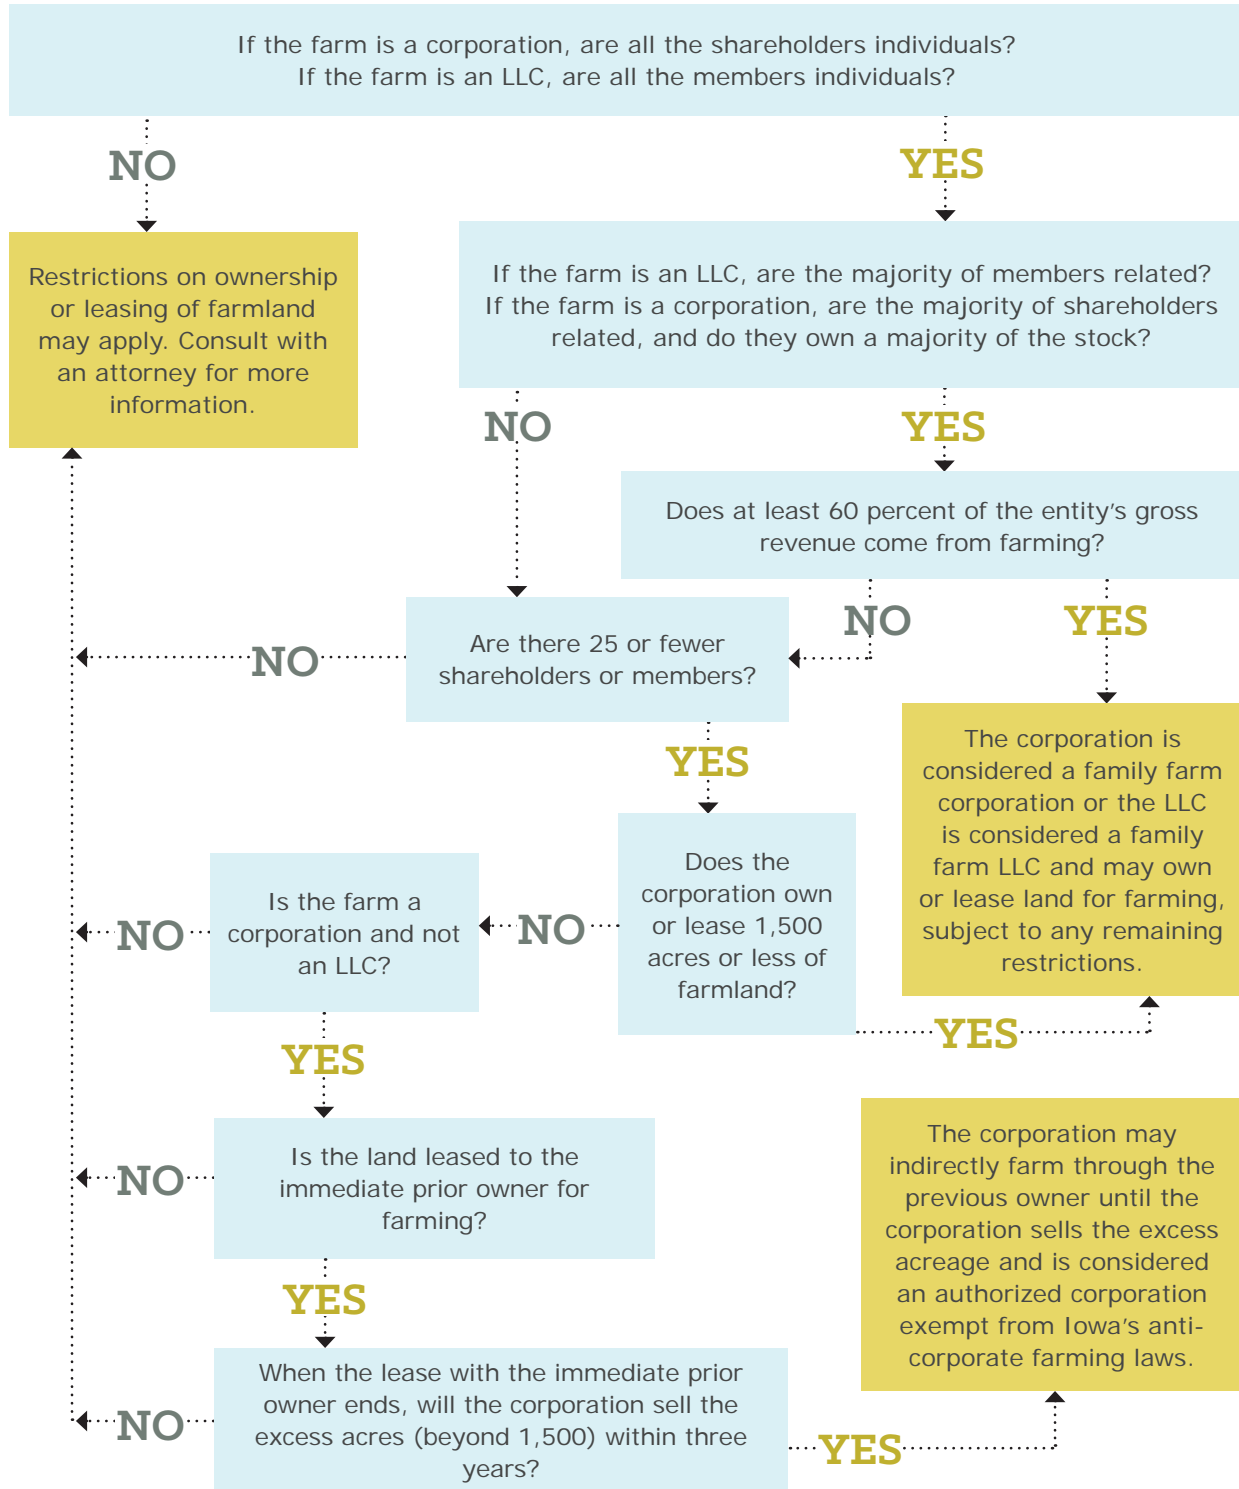 If the farm is a corporation, are all the shareholders individuals?
If the farm is an LLC, are all the members individuals?
NO
YES
Restrictions on ownership
or leasing of farmland
may apply. Consult with
an attorney for more
information.
If the farm is an LLC, are the majority of members related?
If the farm is a corporation, are the majority of shareholders
related, and do they own a majority of the stock?
NO
YES
Does at least 60 percent of the entity's gross
revenue come from farming?
NO
YES
Are there 25 or fewer
shareholders or members?
NO
YES
The corporation is
considered a family farm
corporation or the LLC
is considered a family
farm LLC and may own
or lease land for farming,
subject to any remaining
restrictions.
Does the
corporation own
or lease 1,500
acres or less of
farmland?
NO
YES
Is the farm a
corporation and not
an LLC?
NO
YES
Is the land leased to the
immediate prior owner for
farming?
NO
YES
The corporation may
indirectly farm through the
previous owner until the
corporation sells the excess
acreage and is considered
an authorized corporation
exempt from Iowa's anti-
corporate farming laws.
When the lease with the immediate prior
owner ends, will the corporation sell the
excess acres (beyond 1,500) within three
years?
NO
YES